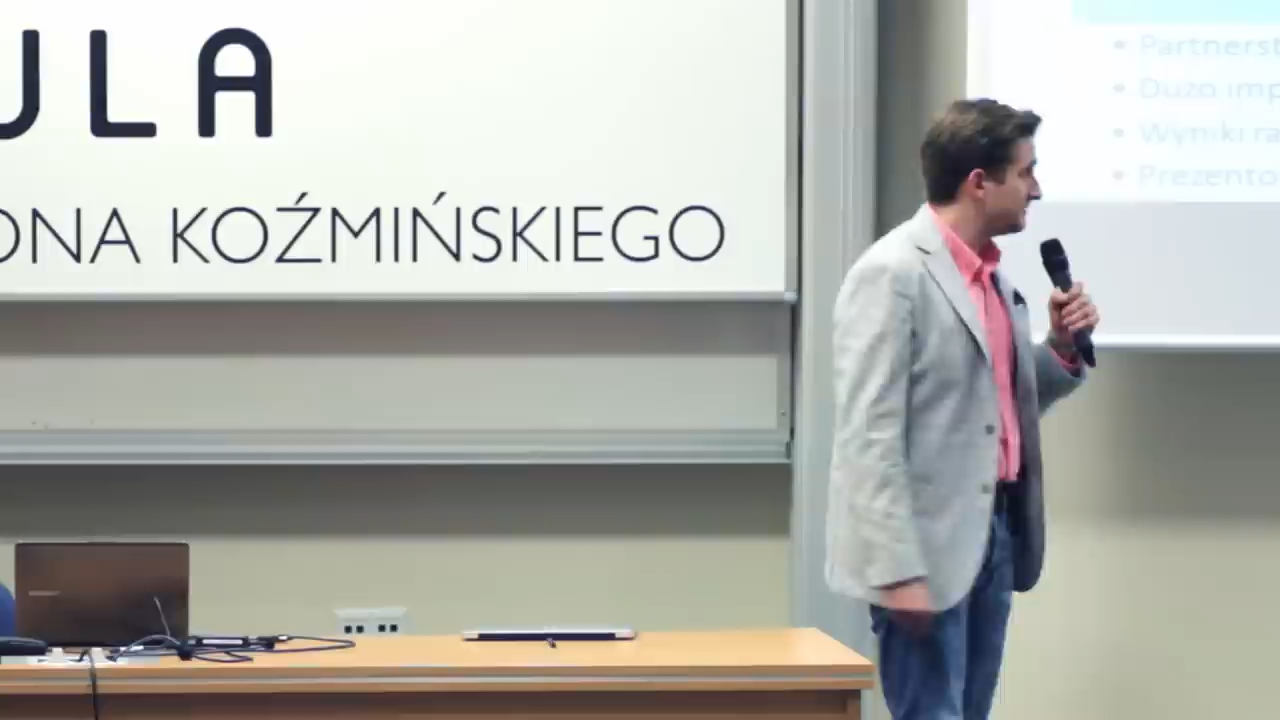 ULA
ONA KOŹMIŃSKIEGO
• Partnerst
• Dużo imp
• Wyniki ra
• Prezento